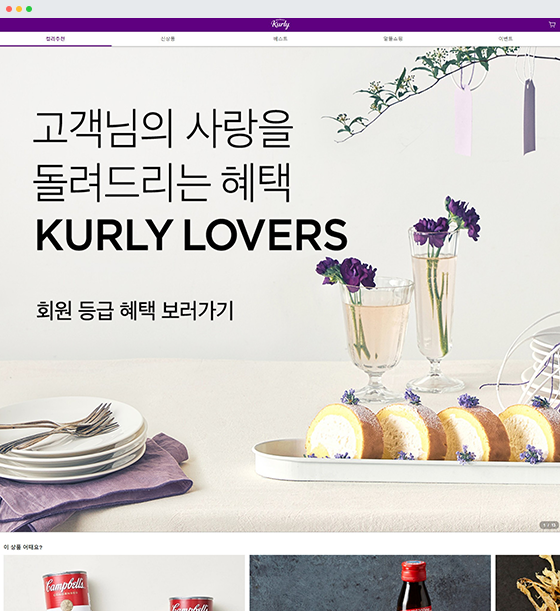 Kurly
컬리추천
신상품
베스트
알뜰쇼핑
이벤트
고객님의 사랑을
돌려드리는 혜택
KURLY LOVERS
회원 등급 혜택 보러가기
이 상품 어때요?
Campbell's
Campbell's